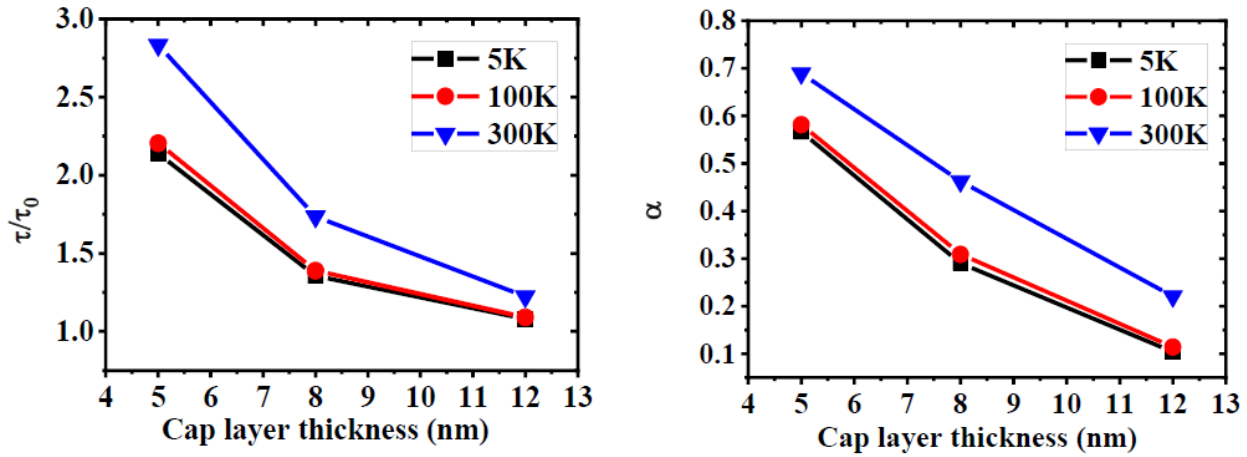 3.0
2.5
2.0
1.5
1.0
τ/τ0
5K
100K
300K
4 5 6 7 8 9 10 11 12 13
Cap layer thickness (nm)
0.8
0.7
0.6
0.5
0.4
0.3
0.2
0.1
α
5K
100K
300K
4 5 6 7 8 9 10 11 12 13
Cap layer thickness (nm)